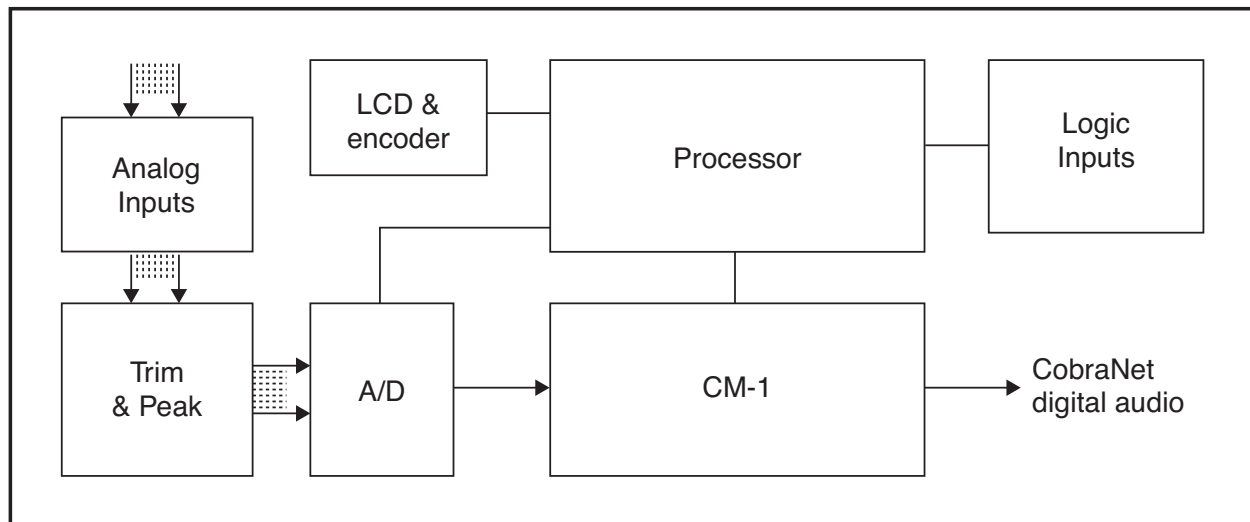 LCD &
encoder
Processor
Logic
Inputs
Analog
Inputs
Trim
& Peak
A/D
CM-1
CobraNet
digital audio